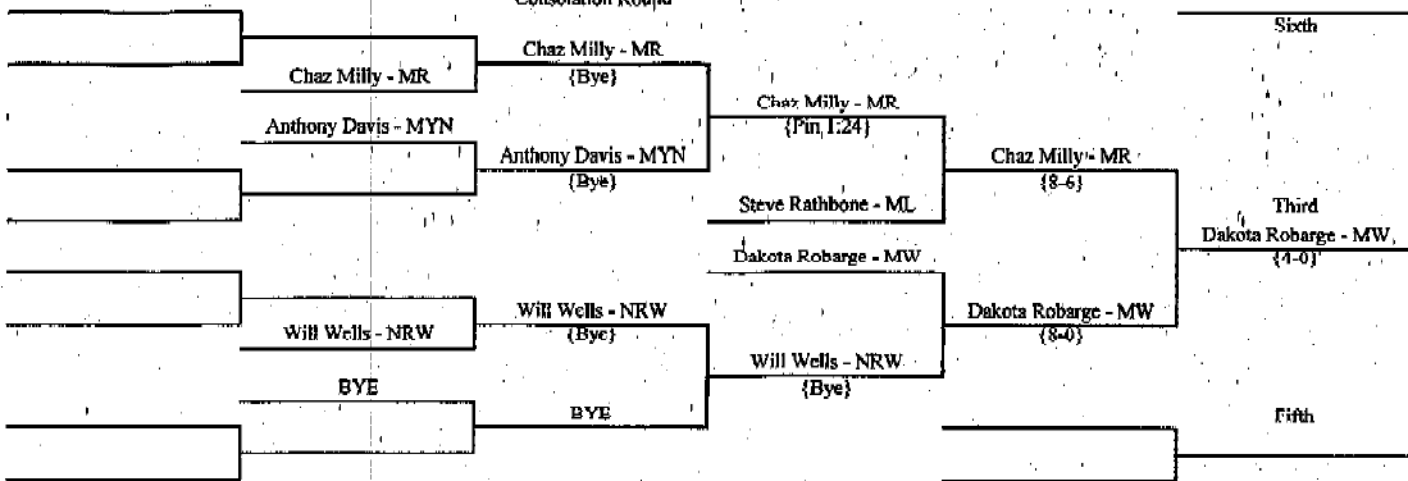 Consolation Round
Sixth
Chaz Milly - MR
{Bye}
Chaz Milly - MR
Chaz Milly - MR
{Pin 1:24}
Anthony Davis - MYN
Anthony Davis - MYN
{Bye}
Chaz Milly - MR
{8-6}
Steve Rathbone - ML
Third
Dakota Robarge - MW
{4-0}
Dakota Robarge - MW
Will Wells - NRW
{Bye}
Dakota Robarge - MW
{8-0}
Will Wells - NRW
Will Wells - NRW
{Bye}
BYE
BYE
Fifth